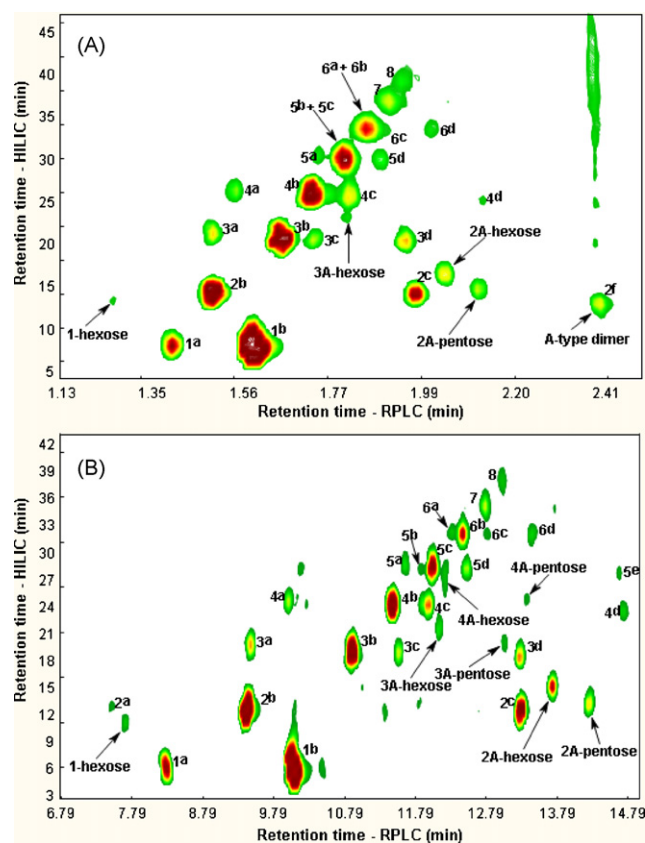 (A)
Retention time - HILIC (min)
46
40
35
30
25
20
15
10
5
8
6a + 6b
7
5b + 5c
6c
6d
5a
5d
4b
4a
4c
4d
3b
3a
3c
3d
2A-hexose
3A-hexose
2b
2c
2f
1-hexose
2A-pentose
A-type dimer
1b
1a
1.13
1.35
1.56
1.77
1.99
2.20
2.41
Retention time - RPLC (min)
(B)
Retention time - HILIC (min)
42
39
36
33
30
27
24
21
18
15
12
9
6
3
8
7
6a
6b
6c
6d
5b
5c
5a
5d
4A-pentose
5e
4a
4b
4c
4d
4A-hexose
3b
3a
3c
3d
3A-pentose
3A-hexose
2a
2b
2c
1-hexose
2A-hexose
2A-pentose
1a
1b
6.79
7.79
8.79
9.79
10.79
11.79
12.79
13.79
14.79
Retention time - RPLC (min)